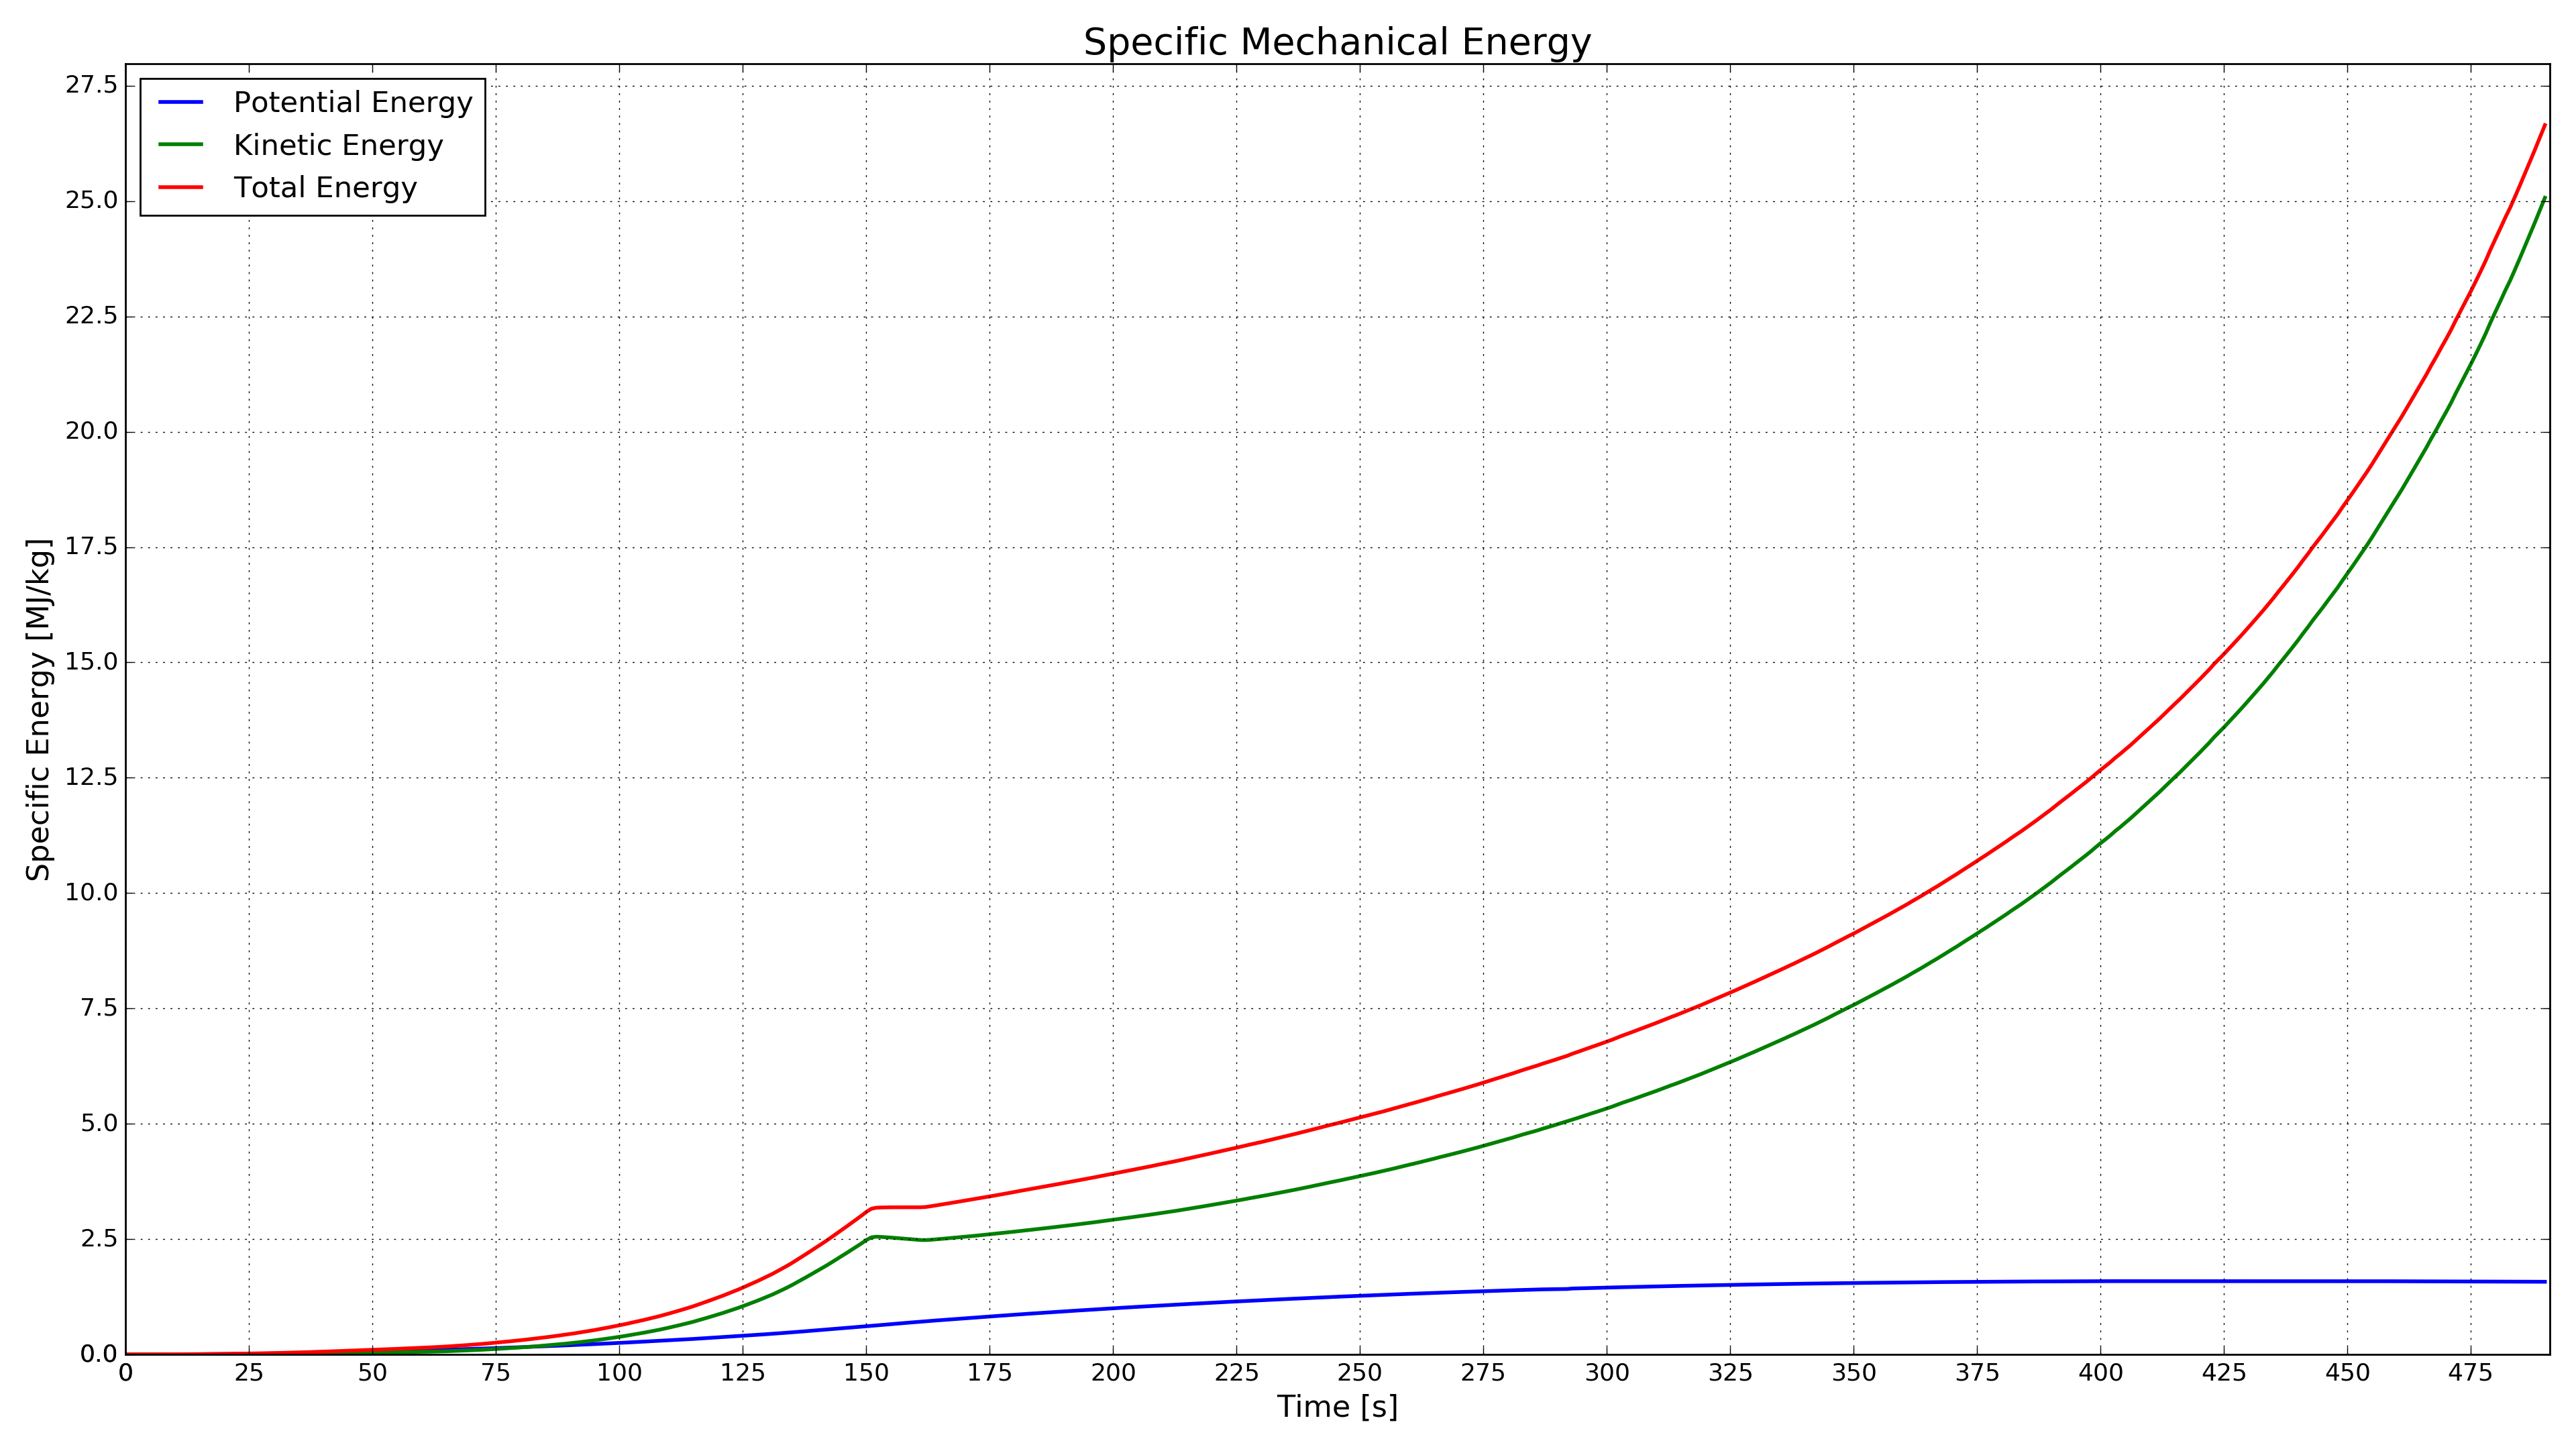 Specific Mechanical Energy
Potential Energy
Kinetic Energy
Total Energy
Specific Energy [MJ/kg]
27.5
25.0
22.5
20.0
17.5
15.0
12.5
10.0
7.5
5.0
2.5
0.0
0 25 50 75 100 125 150 175 200 225 250 275 300 325 350 375 400 425 450 475
Time [s]